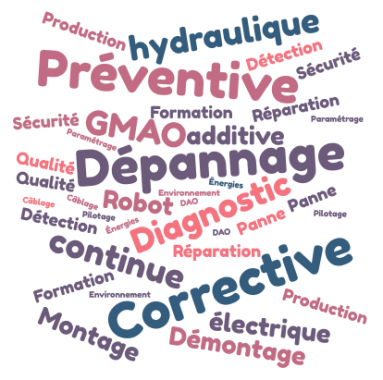 Production
hydraulique
Détection
Sécurité
Préventive
Formation
Réparation
Paramétrage
Sécurité
Paramétrage
GMAO
additive
Qualité
Dépannage
Qualité
Énergies
Câblage
Câblage
Robot
Environnement
DAO
Diagnostic
Panne
Détection
Pilotage
Énergies
DAO
Panne
Pilotage
continue
Réparation
Formation
Environnement
Corrective
Production
Montage
électrique
Démontage